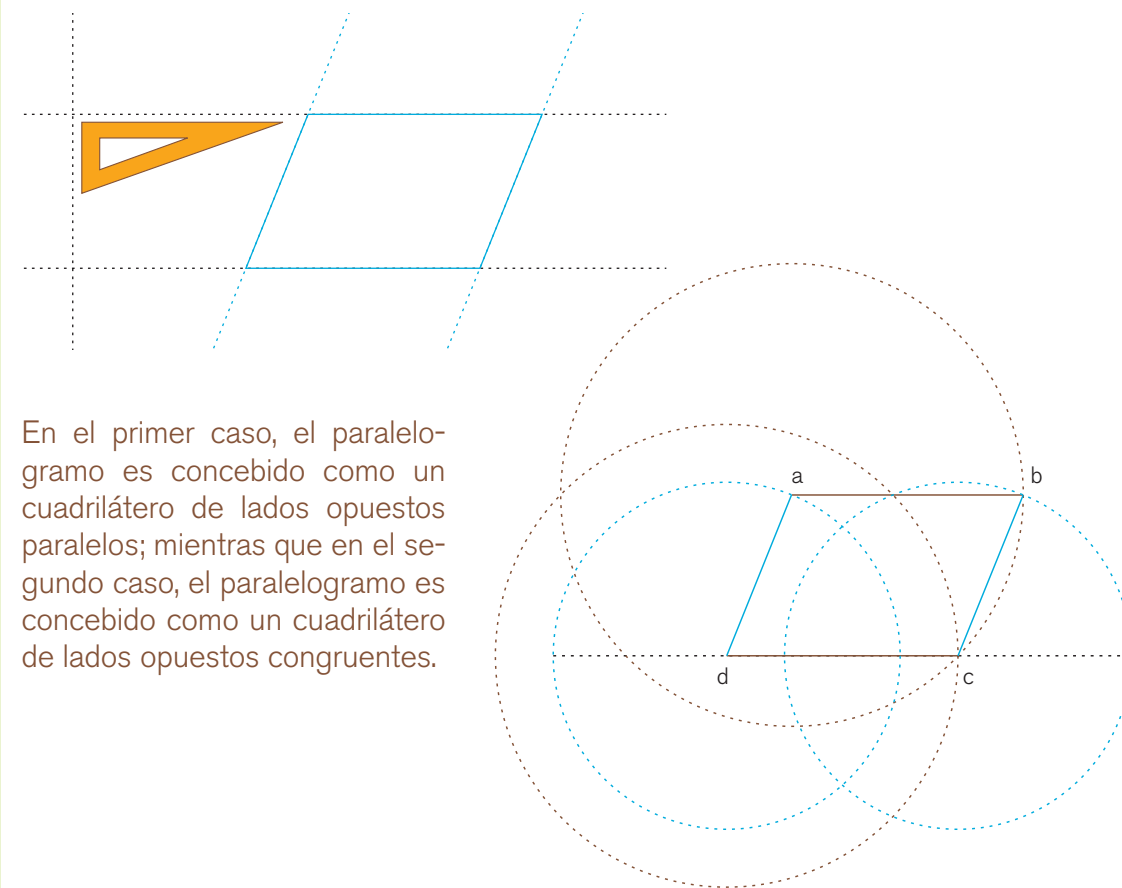 En el primer caso, el paralelo-
gramo es concebido como un
cuadrilátero de lados opuestos
paralelos; mientras que en el se-
gundo caso, el paralelogramo es
concebido como un cuadrilátero
de lados opuestos congruentes.
a
b
d
c